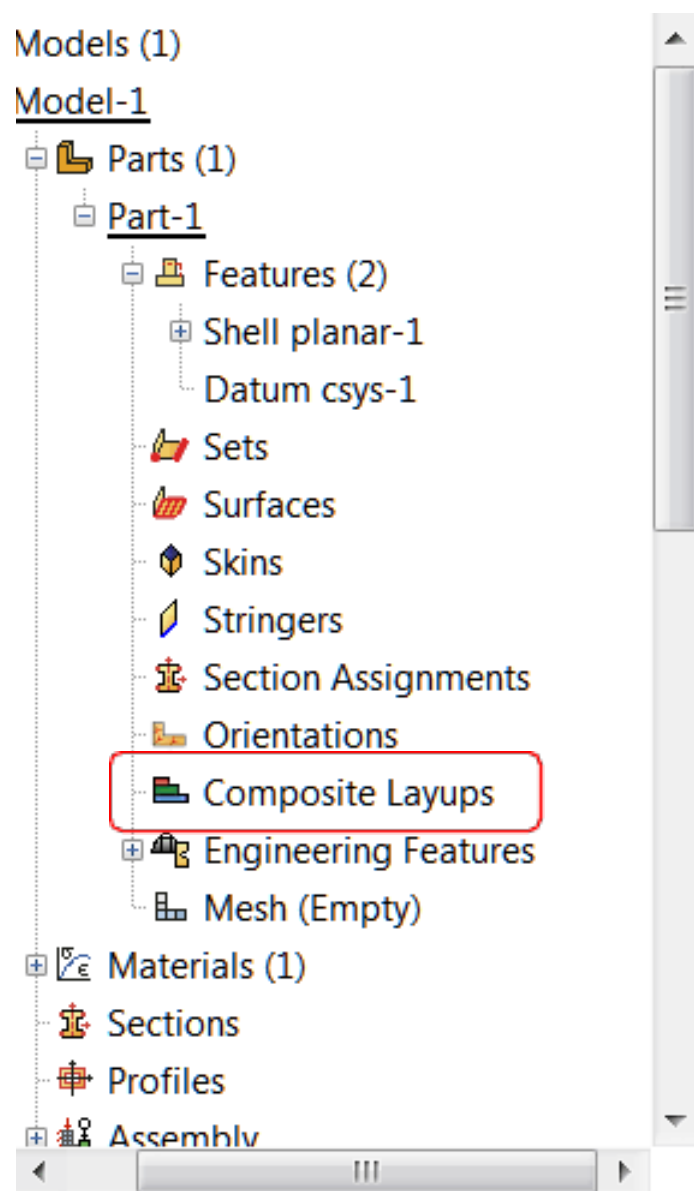 Models (1)
Model-1
Parts (1)
Part-1
Features (2)
Shell planar-1
Datum csys-1
Sets
Surfaces
Skins
Stringers
Section Assignments
Orientations
Composite Layups
Engineering Features
Mesh (Empty)
Materials (1)
Sections
Profiles
Assembly